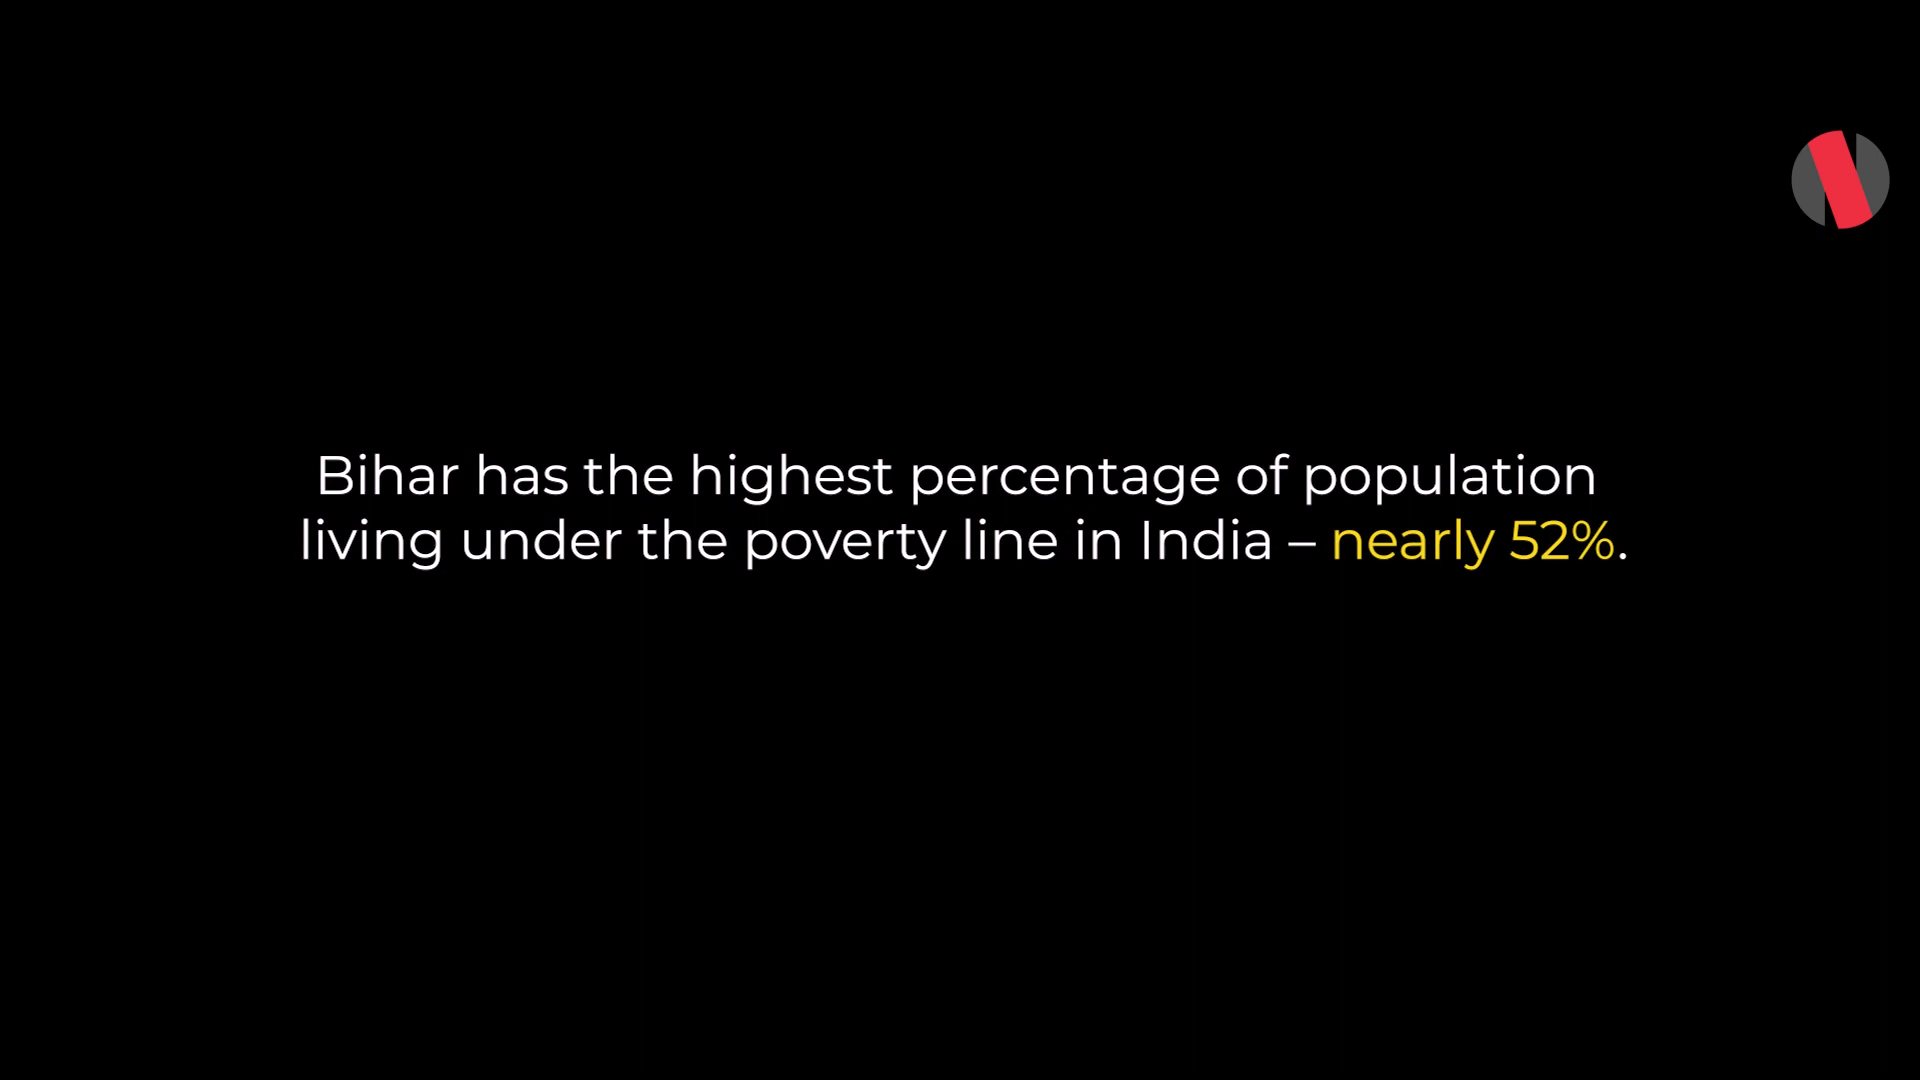 Bihar has the highest percentage of population
living under the poverty line in India – nearly 52%.